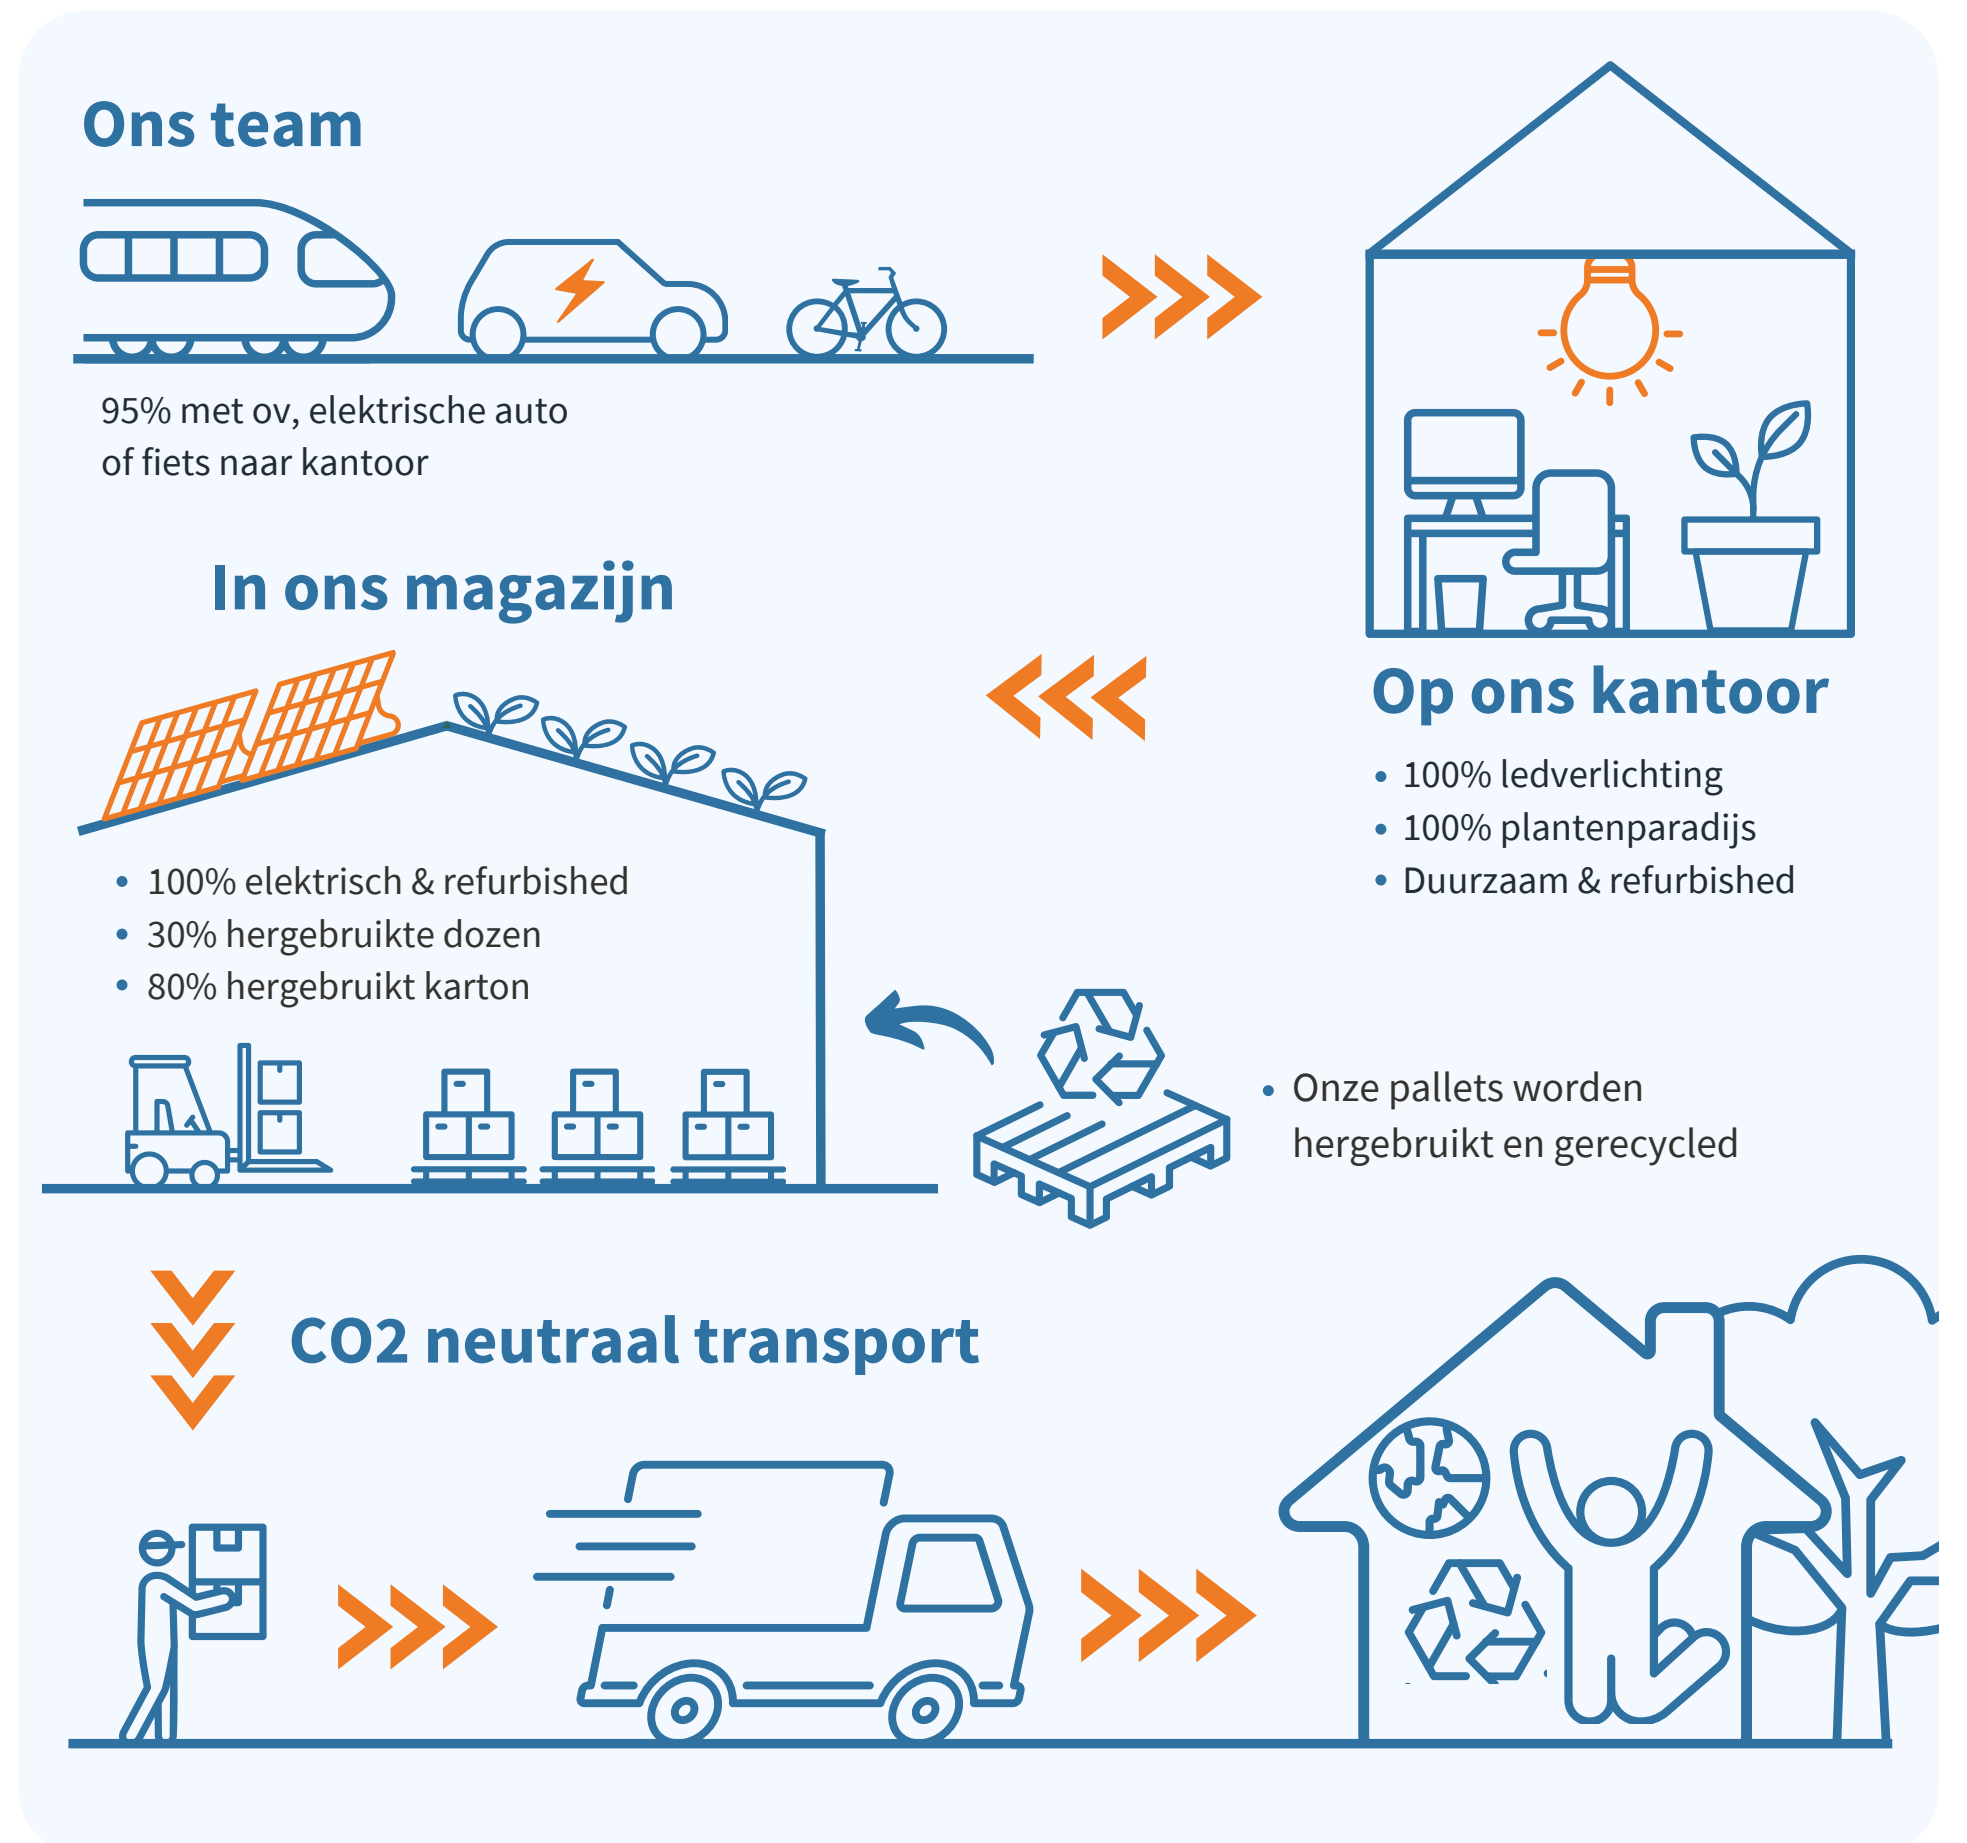 Ons team
95% met ov, elektrische auto
of fiets naar kantoor
Op ons kantoor
• 100% ledverlichting
• 100% plantenparadijs
• Duurzaam & refurbished
In ons magazijn
• 100% elektrisch & refurbished
• 30% hergebruikte dozen
• 80% hergebruikt karton
• Onze pallets worden
hergebruikt en gerecycled
CO2 neutraal transport